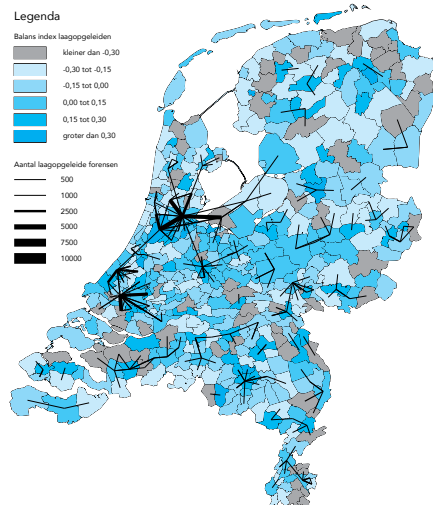 Legenda
Balans index laagopgeleiden
kleiner dan -0,30
-0,30 tot -0,15
-0,15 tot 0,00
0,00 tot 0,15
0,15 tot 0,30
groter dan 0,30
Aantal laagopgeleide forensen
500
1000
2500
5000
7500
10000